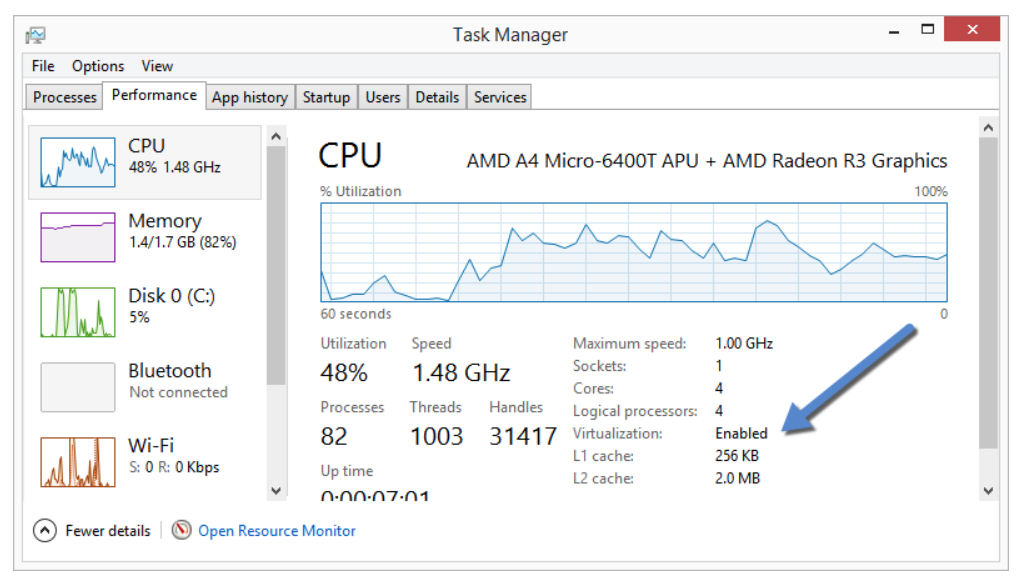 Task Manager
File Options View
Processes Performance App history Startup Users Details Services
CPU
48% 1.48 GHz
Memory
1.4/1.7 GB (82%)
Disk 0 (C:)
5%
Bluetooth
Not connected
Wi-Fi
S: 0 R: 0 Kbps
CPU AMD A4 Micro-6400T APU + AMD Radeon R3 Graphics
% Utilization 100%
60 seconds 0
Utilization Speed
48% 1.48 GHz
Processes Threads Handles
82 1003 31417
Up time
0:00:07:01
Maximum speed: 1.00 GHz
Sockets: 1
Cores: 4
Logical processors: 4
Virtualization: Enabled
L1 cache: 256 KB
L2 cache: 2.0 MB
Fewer details Open Resource Monitor